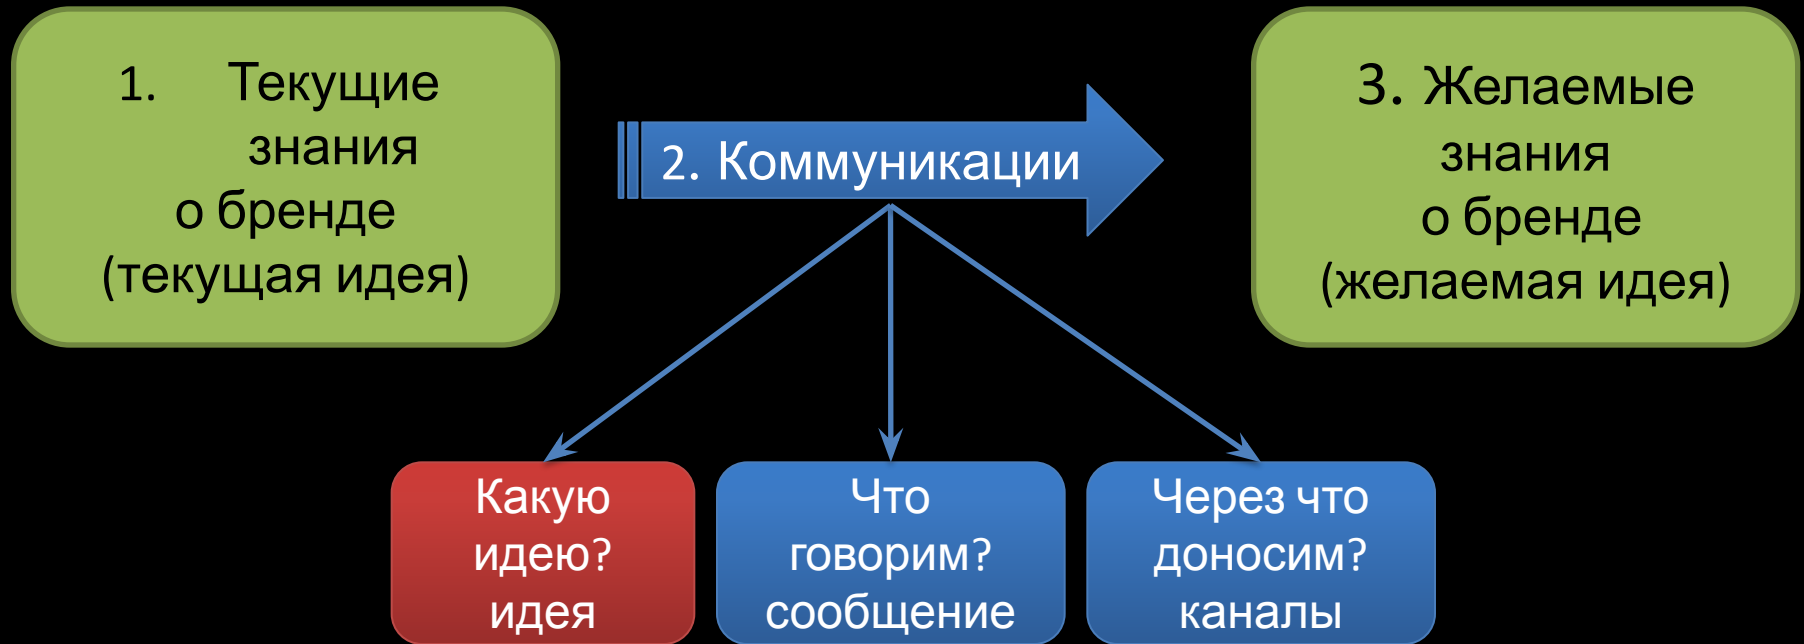 1. Текущие
знания
о бренде
(текущая идея)
2. Коммуникации
3. Желаемые
знания
о бренде
(желаемая идея)
Какую
идею?
идея
Что
говорим?
сообщение
Через что
доносим?
каналы